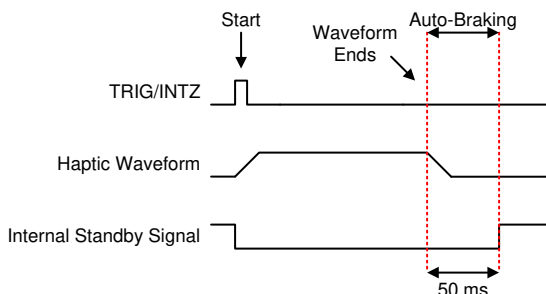 Start
Auto-Braking
Waveform
Ends
TRIG/INTZ
Haptic Waveform
Internal Standby Signal
50 ms